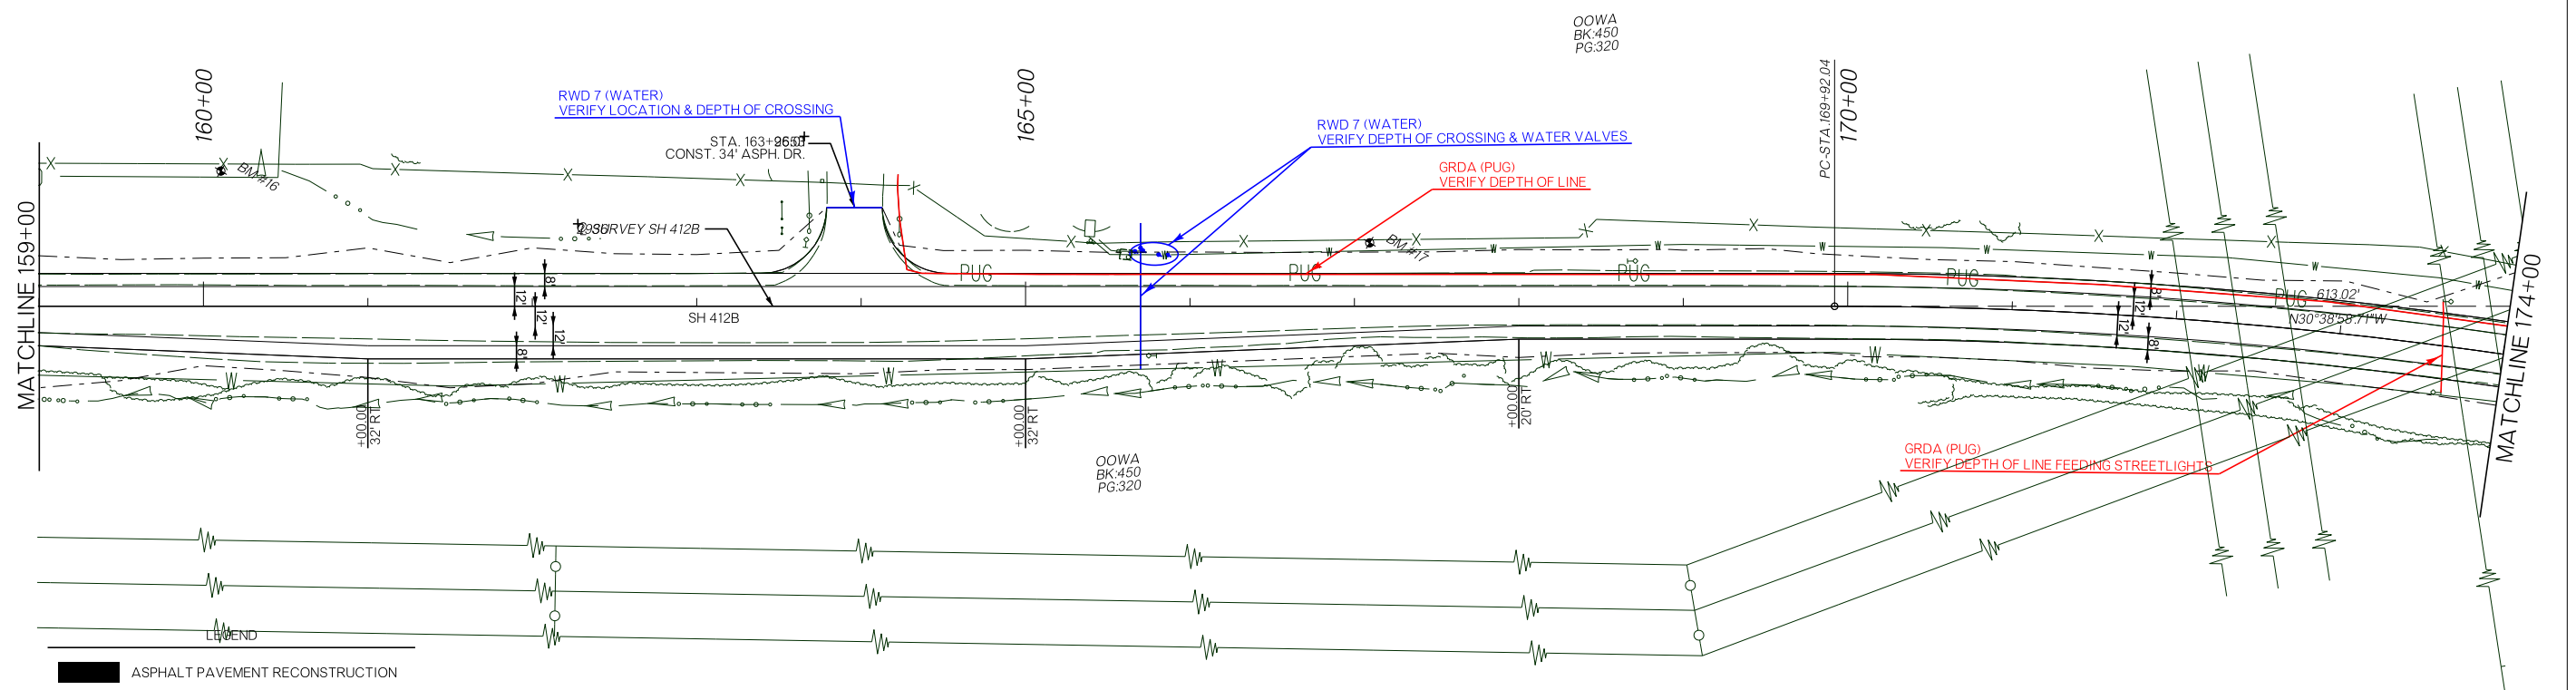 OOWA
BK:450
PG:320
160+00
165+00
170+00
PC-STA.169+92.04
RWD 7 (WATER)
VERIFY LOCATION & DEPTH OF CROSSING
STA. 163+
CONST. 34' ASPH. DR.
RWD 7 (WATER)
VERIFY DEPTH OF CROSSING & WATER VALVES
GRDA (PUG)
VERIFY DEPTH OF LINE
BM#16
BM#17
SURVEY SH 412B
MATCHLINE 159+00
MATCHLINE 174+00
X X X X X X X X X X X X X
W W W W W W W W
PUG PUG PUG PUG PUG
613.02'
N30°38'58.71"W
8'
12'
12'
12'
8'
8'
12'
12'
8'
SH 412B
W W W W W W W
+00.00
32' RT
+00.00
32' RT
+00.00
20' RT
OOWA
BK:450
PG:320
GRDA (PUG)
VERIFY DEPTH OF LINE FEEDING STREETLIGHTS
LEGEND
ASPHALT PAVEMENT RECONSTRUCTION